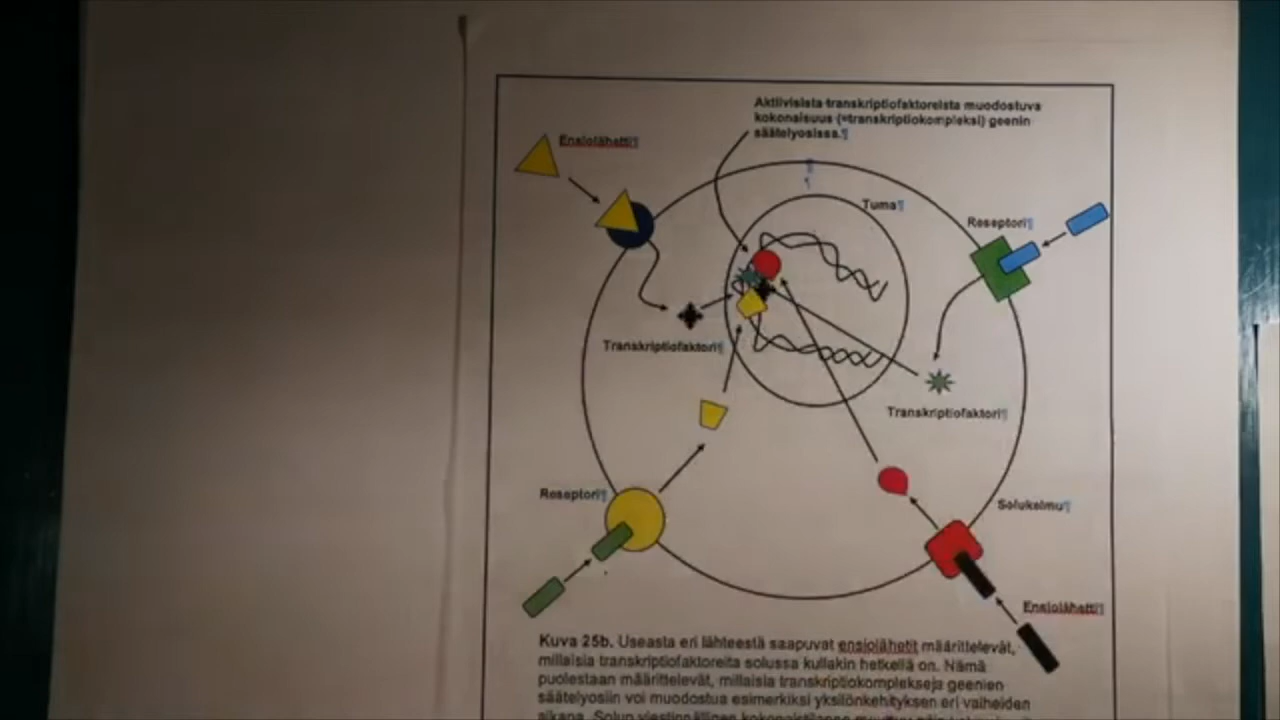 Aktiivisista transkriptiofaktoreista muodostuva
kokonaisuus (=transkriptiokompleksi) geenin
säätelyosissa.¶
Ensiolähetti¶
¶
¶
Tuma¶
Reseptori¶
Transkriptiofaktori¶
Transkriptiofaktori¶
Reseptori¶
Solukelmu¶
Ensiolähetti¶
Kuva 25b. Useasta eri lähteestä saapuvat ensiolähetit määrittelevät,
millaisia transkriptiofaktoreita solussa kullakin hetkellä on. Nämä
puolestaan määrittelevät, millaisia transkriptiokomplekseja geenien
säätelyosiin voi muodostua esimerkiksi yksilönkehityksen eri vaiheiden
aikana. Solun